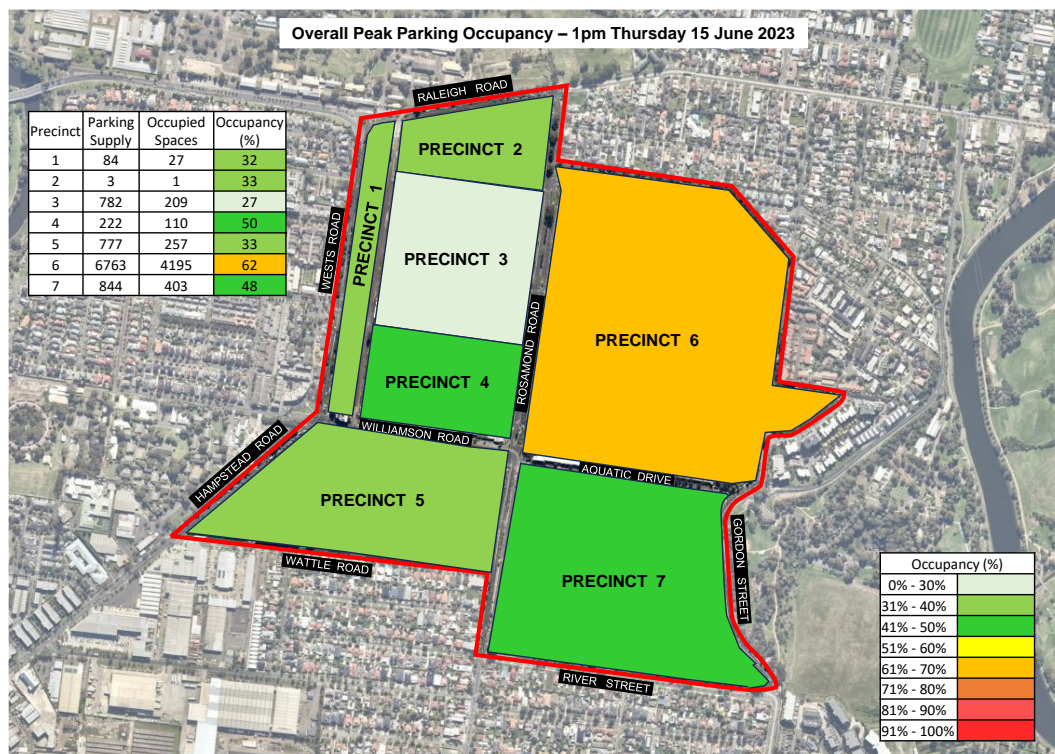 Overall Peak Parking Occupancy – 1pm Thursday 15 June 2023
Precinct Parking Supply Occupied Spaces Occupancy (%)
1 84 27 32
2 3 1 33
3 782 209 27
4 222 110 50
5 777 257 33
6 6763 4195 62
7 844 403 48
RALEIGH ROAD
PRECINCT 2
PRECINCT 1
WESTS ROAD
PRECINCT 3
ROSAMOND ROAD
PRECINCT 6
PRECINCT 4
WILLIAMSON ROAD
HAMPSTEAD ROAD
AQUATIC DRIVE
PRECINCT 5
GORDON STREET
WATTLE ROAD
PRECINCT 7
RIVER STREET
Occupancy (%)
0% - 30%
31% - 40%
41% - 50%
51% - 60%
61% - 70%
71% - 80%
81% - 90%
91% - 100%